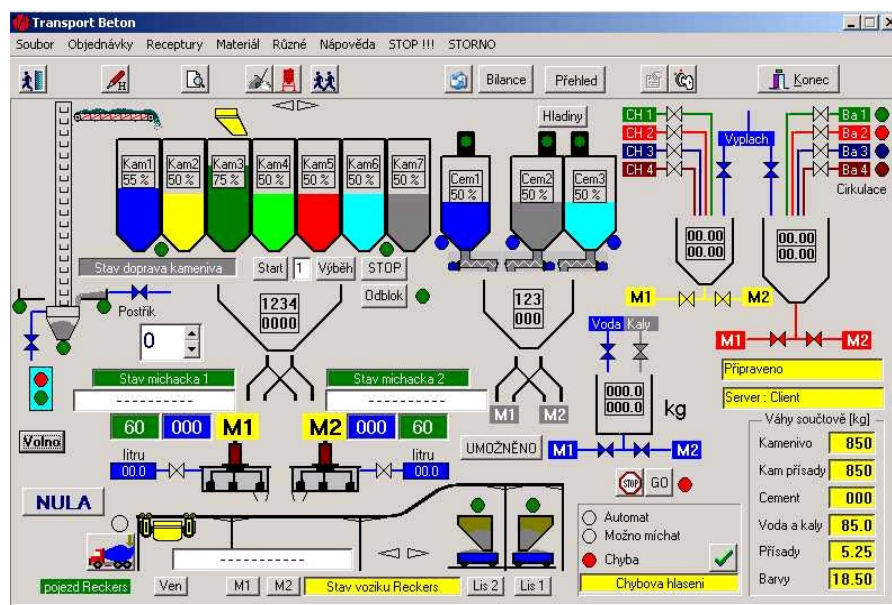 Transport Beton
Soubor Objednávky Receptury Materiál Různé Nápověda STOP !!! STORNO
H Bilance Přehled Konec
Hladiny
CH 1 Ba 1
CH 2 Ba 2
Vyplach
CH 3 Ba 3
CH 4 Ba 4
Cirkulace
Kam1 Kam2 Kam3 Kam4 Kam5 Kam6 Kam7
55 % 50 % 75 % 50 % 50 % 50 % 50 %
Cem1 Cem2 Cem3
50 % 50 % 50 %
00.00 00.00
00.00 00.00
Stav doprava kameniva Start 1 Výběh STOP
Odblok
1234 123
0000 000
M1 M2
Postřik
0
Voda Kaly
M1 M2
Připraveno
Server : Client
Stav michacka 1 Stav michacka 2
---------- ----------
000.0
000.0
kg
M1 M2
60 000 M1 M2 000 60
UMOŽNĚNO M1 M2
Volno
litru litru
00.0 00.0
STOP GO
NULA
Váhy součtově [kg]
Kamenivo 850
Kam přísady 850
Cement 000
Voda a kaly 85.0
Přísady 5.25
Barvy 18.50
Automat
Možno míchat
Chyba
Chybova hlaseni
----------
pojezd Reckers Ven M1 M2 Stav voziku Reckers Lis 2 Lis 1